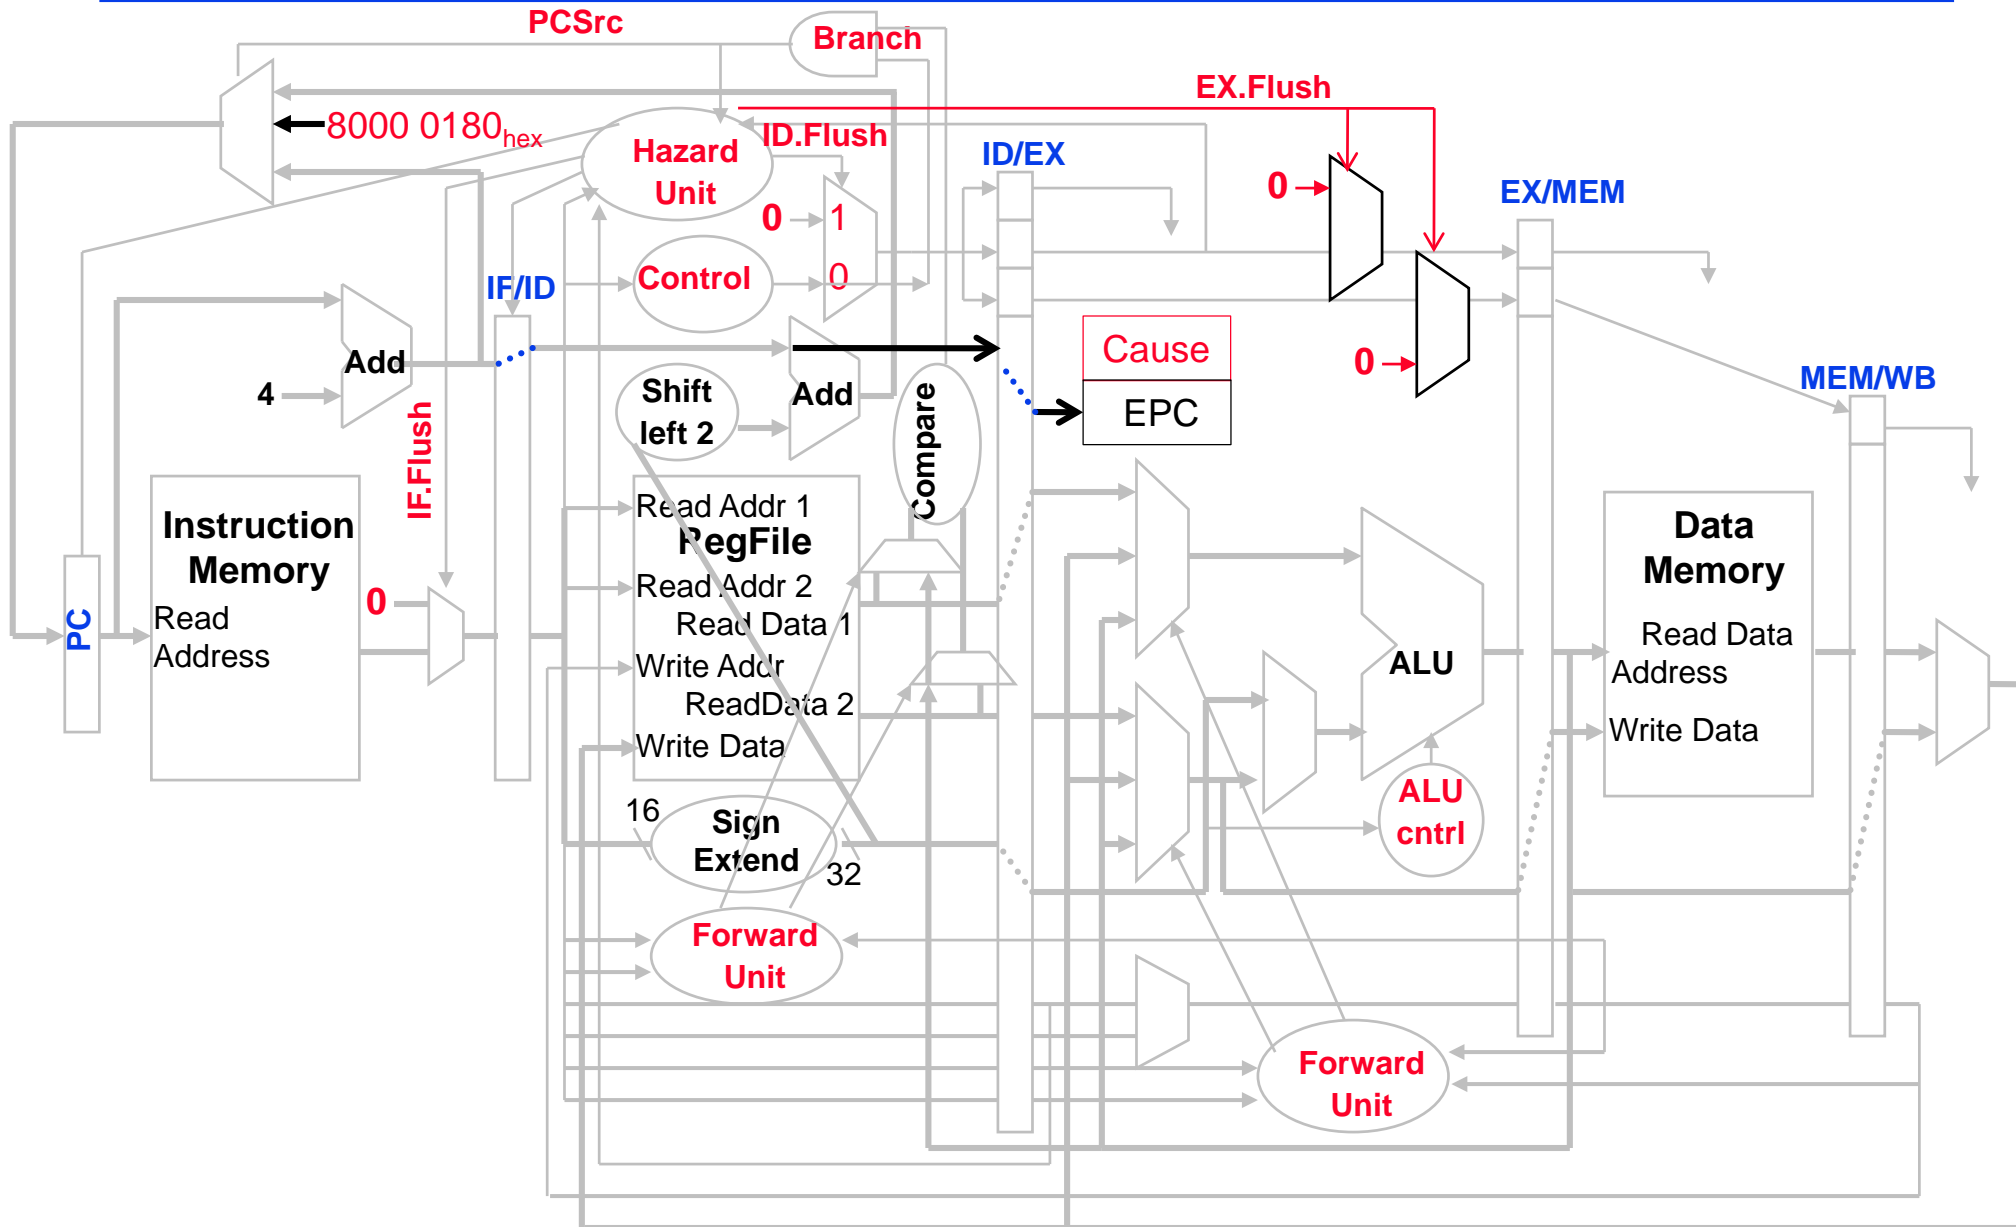 PCSrc
Branch
EX.Flush
8000 0180hex
ID.Flush
Hazard
Unit
ID/EX
0
EX/MEM
0
1
Control
0
IF/ID
Cause
Add
Shift
left 2
Add
0
MEM/WB
4
EPC
Compare
IF.Flush
Instruction
Memory
Read Addr 1
RegFile
Data
Memory
0
Read Addr 2
PC
Read
Address
Read Data 1
Read Data
Write Addr
ALU
Address
ReadData 2
Write Data
Write Data
16
Sign
Extend
32
ALU
cntrl
Forward
Unit
Forward
Unit